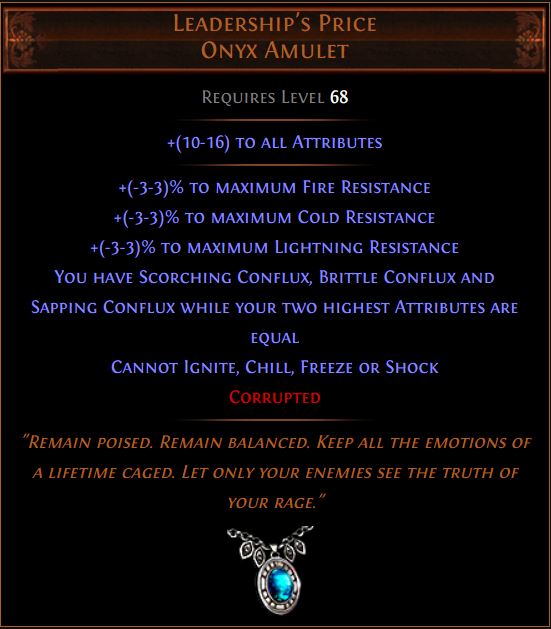 Leadership's Price
Onyx Amulet
Requires Level 68
+(10-16) to all Attributes
+(-3-3)% to maximum Fire Resistance
+(-3-3)% to maximum Cold Resistance
+(-3-3)% to maximum Lightning Resistance
You have Scorching Conflux, Brittle Conflux and
Sapping Conflux while your two highest Attributes are
equal
Cannot Ignite, Chill, Freeze or Shock
Corrupted
"Remain poised. Remain balanced. Keep all the emotions of
a lifetime caged. Let only your enemies see the truth of
your rage."